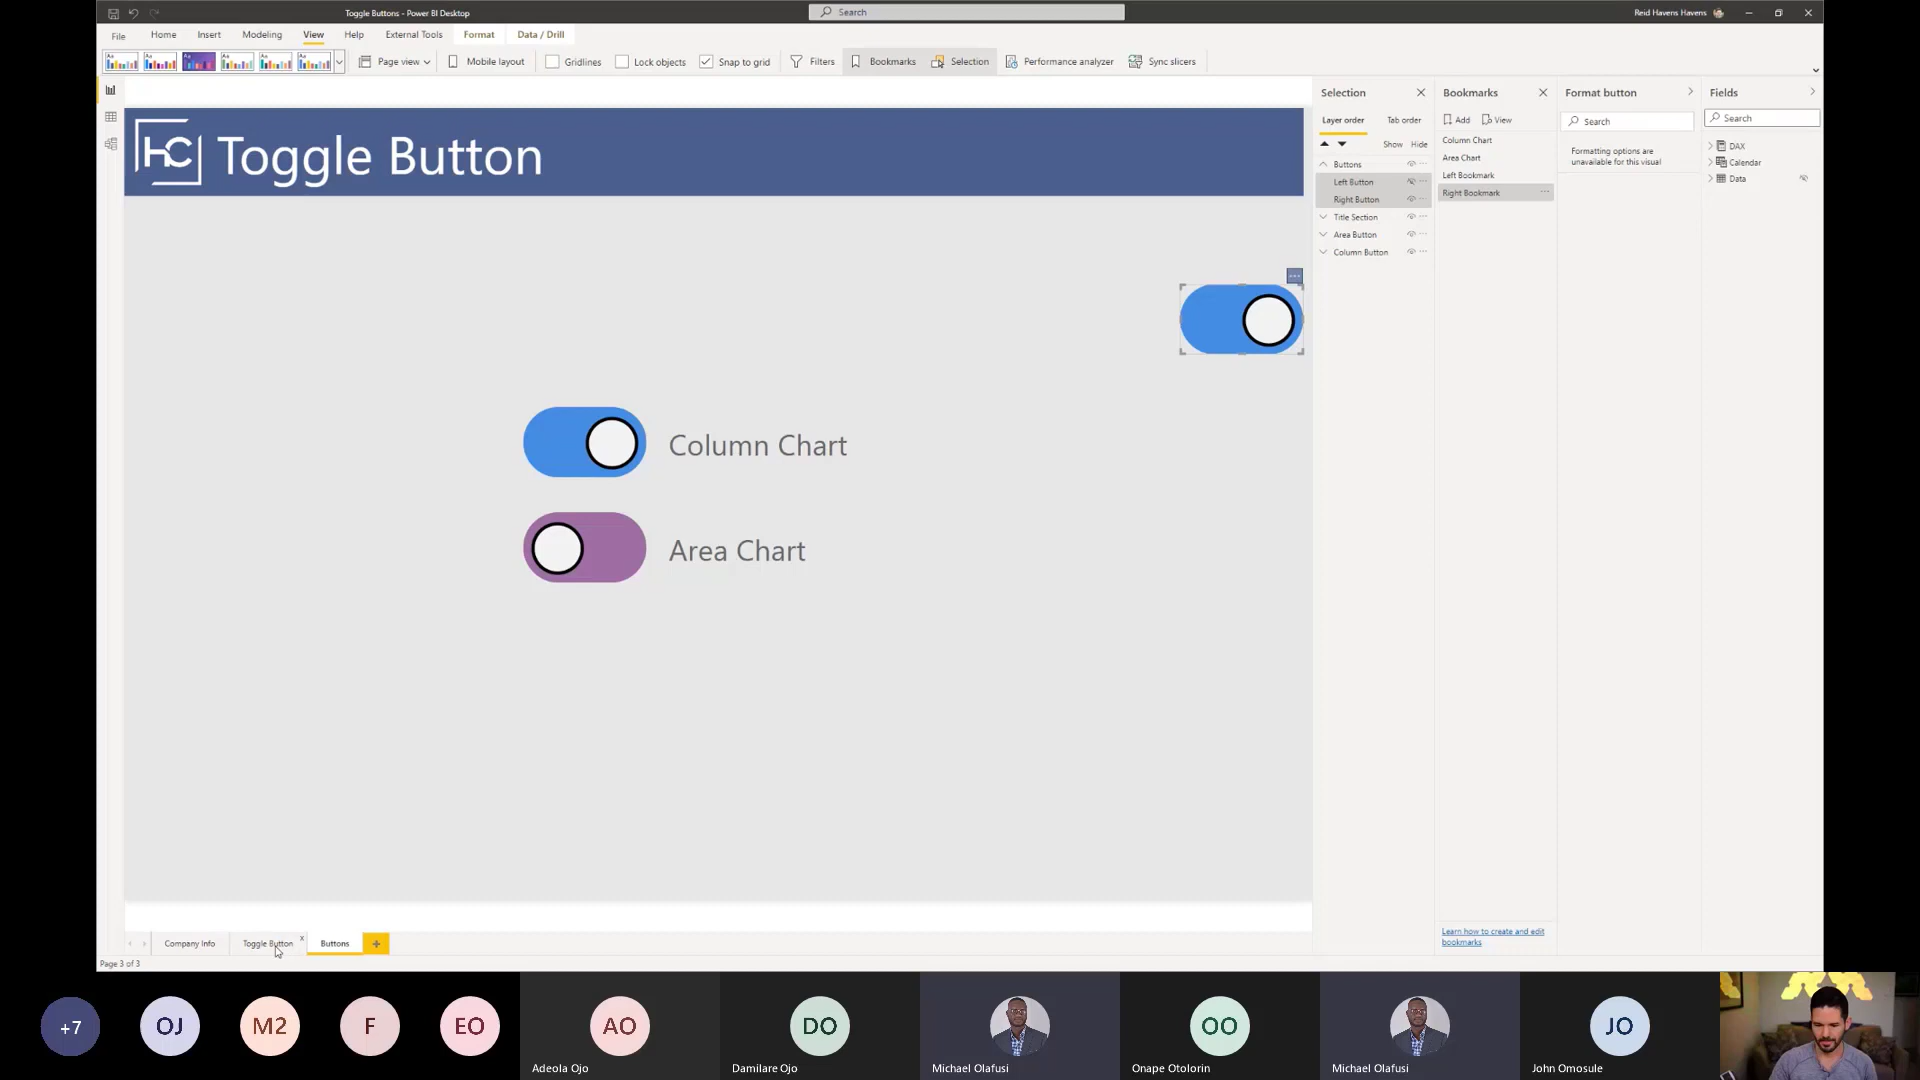 Toggle Buttons - Power BI Desktop
Search
Reid Havens Havens
File
Home
Insert
Modeling
View
Help
External Tools
Format
Data / Drill
Page view
Mobile layout
Gridlines
Lock objects
Snap to grid
Filters
Bookmarks
Selection
Performance analyzer
Sync slicers
HC
Toggle Button
Column Chart
Area Chart
Selection
Layer order
Tab order
Show
Hide
Buttons
Left Button
Right Button
Title Section
Area Button
Column Button
Bookmarks
Add
View
Column Chart
Area Chart
Left Bookmark
Right Bookmark
Learn how to create and edit
bookmarks
Format button
Search
Formatting options are
unavailable for this visual
Fields
Search
DAX
Calendar
Data
Company Info
Toggle Button
Buttons
Page 3 of 3
+7
OJ
M2
F
EO
AO
Adeola Ojo
DO
Damilare Ojo
Michael Olafusi
OO
Onape Otolorin
Michael Olafusi
JO
John Omosule